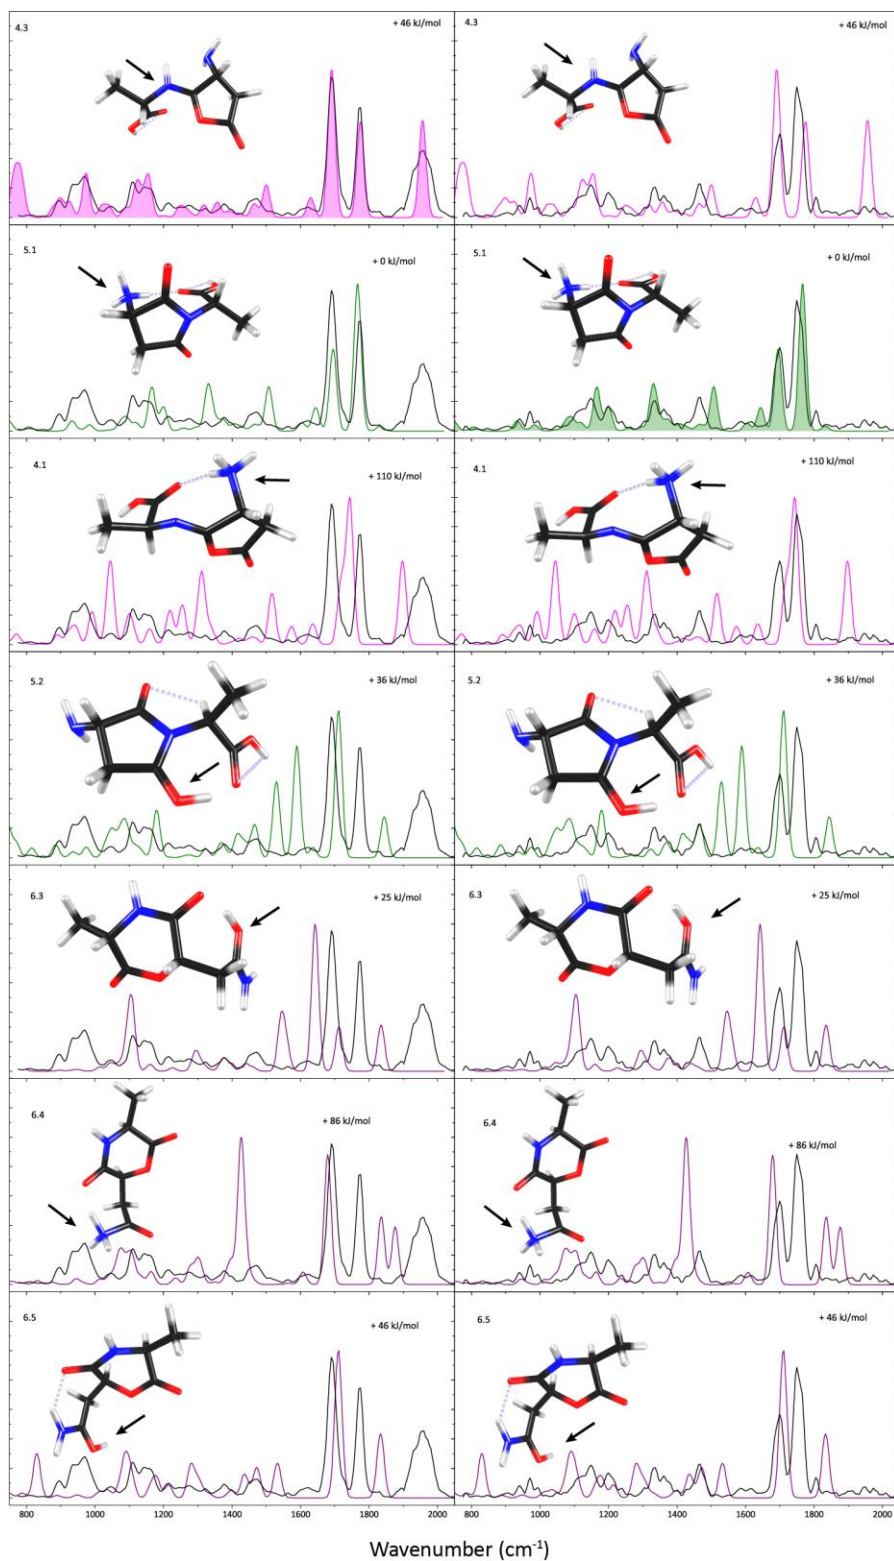 4.3 + 46 kJ/mol + 46 kJ/mol
4.3
5.1 + 0 kJ/mol 5.1 + 0 kJ/mol
4.1 + 110 kJ/mol 4.1 + 110 kJ/mol
5.2 + 36 kJ/mol 5.2 + 36 kJ/mol
6.3 + 25 kJ/mol 6.3 + 25 kJ/mol
6.4 + 86 kJ/mol 6.4 + 86 kJ/mol
6.5 + 46 kJ/mol 6.5 + 46 kJ/mol
800 1000 1200 1400 1600 1800 2000 800 1000 1200 1400 1600 1800 2000
Wavenumber (cm⁻¹)